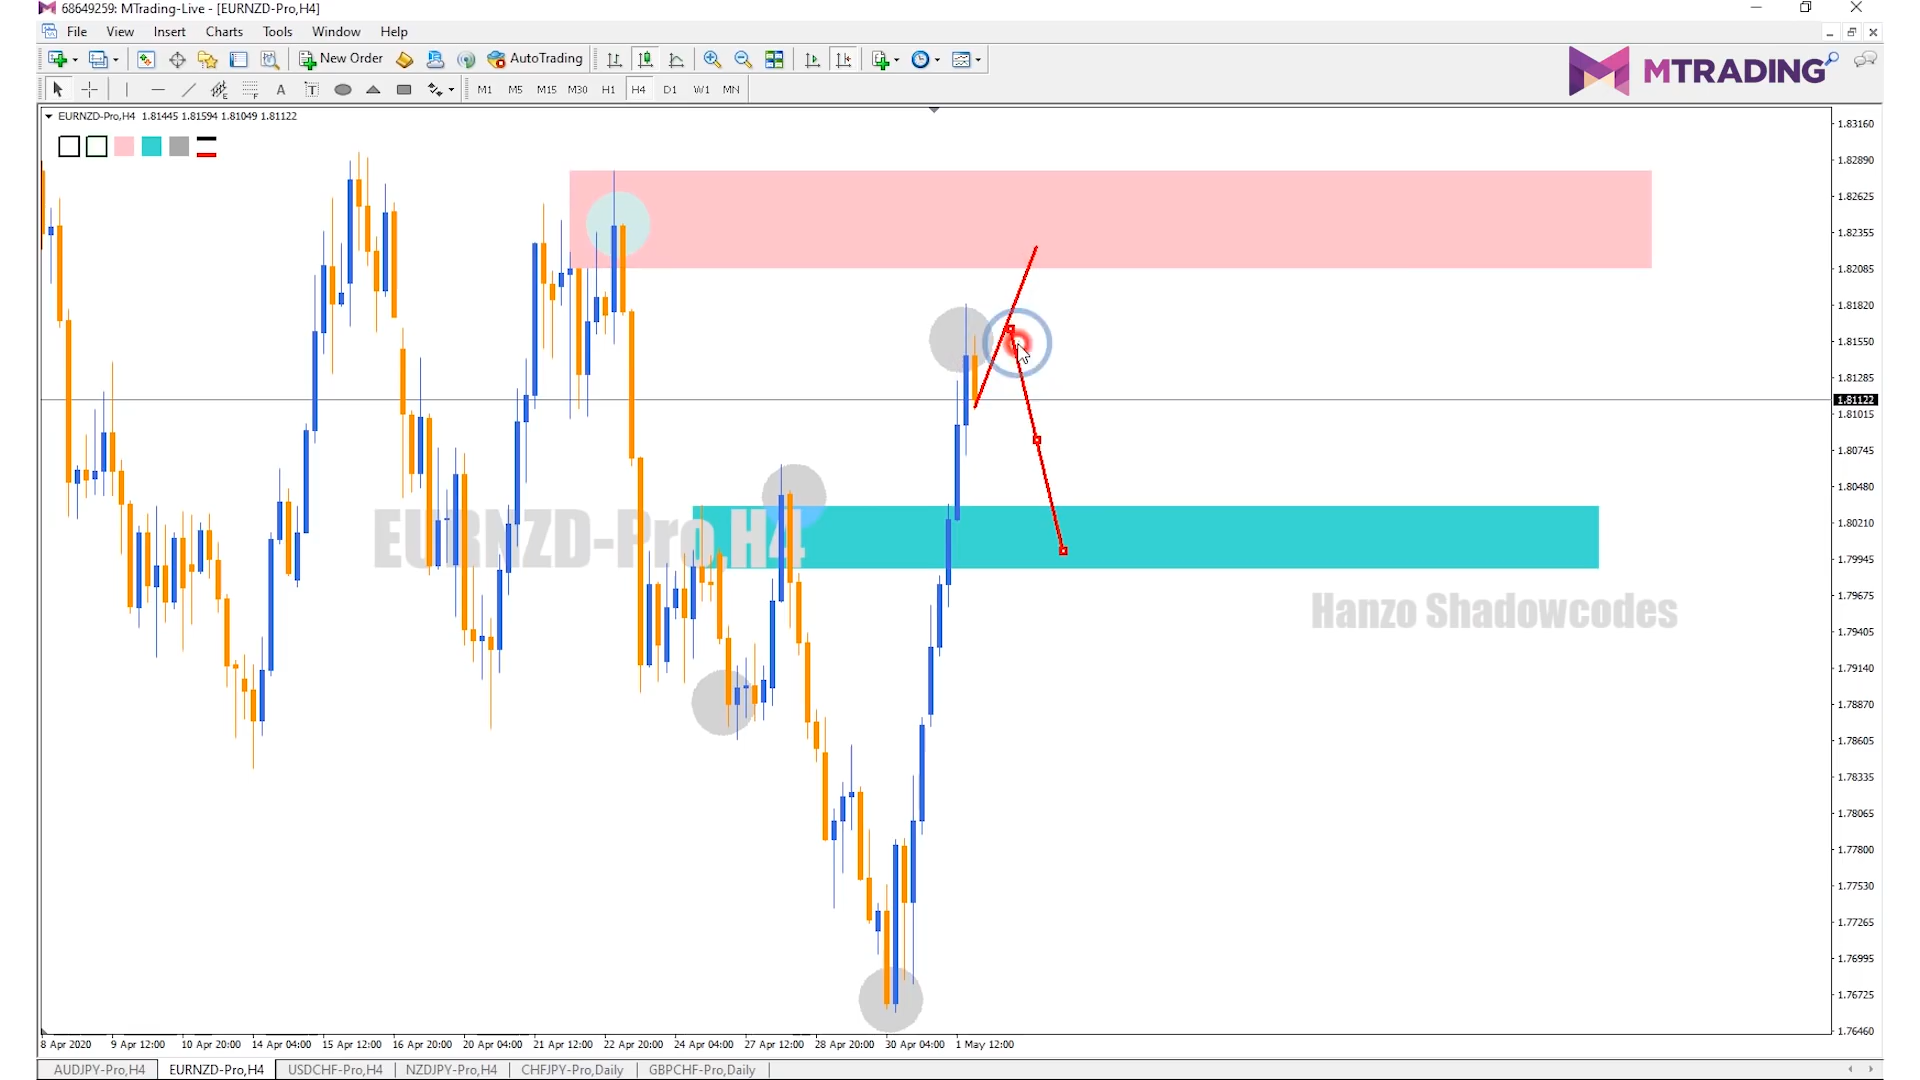 68649259: MTrading-Live - [EURNZD-Pro,H4]
File View Insert Charts Tools Window Help
New Order AutoTrading
MTRADING
A T M1 M5 M15 M30 H1 H4 D1 W1 MN
EURNZD-Pro,H4 1.81445 1.81594 1.81049 1.81122
1.83160
1.82890
1.82625
1.82355
1.82085
1.81820
1.81550
1.81285
1.81122
1.81015
1.80745
1.80480
1.80210
EURNZD-Pro,H4
1.79945
1.79675
Hanzo Shadowcodes
1.79405
1.79140
1.78870
1.78605
1.78335
1.78065
1.77800
1.77530
1.77265
1.76995
1.76725
1.76460
8 Apr 2020 9 Apr 12:00 10 Apr 20:00 14 Apr 04:00 15 Apr 12:00 16 Apr 20:00 20 Apr 04:00 21 Apr 12:00 22 Apr 20:00 24 Apr 04:00 27 Apr 12:00 28 Apr 20:00 30 Apr 04:00 1 May 12:00
AUDJPY-Pro,H4 EURNZD-Pro,H4 USDCHF-Pro,H4 NZDJPY-Pro,H4 CHFJPY-Pro,Daily GBPCHF-Pro,Daily